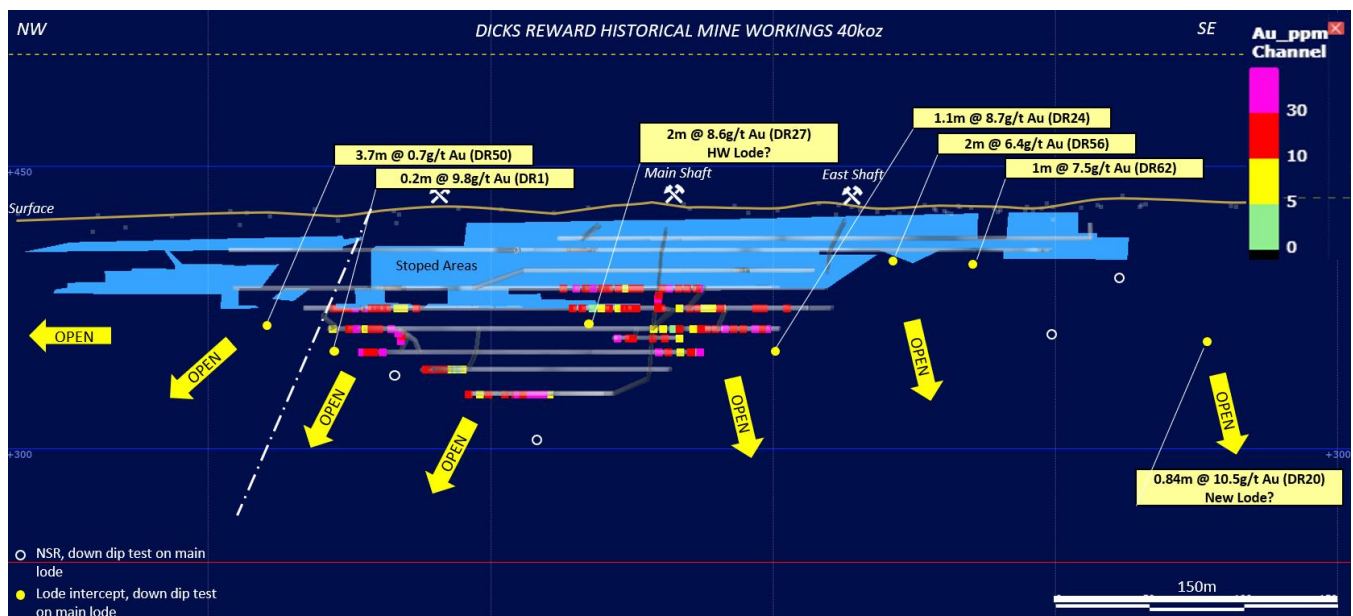 NW
DICKS REWARD HISTORICAL MINE WORKINGS 40koz
SE
Au_ppm
Channel
30
10
5
0
1.1m @ 8.7g/t Au (DR24)
2m @ 8.6g/t Au (DR27)
HW Lode?
2m @ 6.4g/t Au (DR56)
3.7m @ 0.7g/t Au (DR50)
1m @ 7.5g/t Au (DR62)
0.2m @ 9.8g/t Au (DR1)
+450
Main Shaft
East Shaft
Surface
Stoped Areas
OPEN
OPEN
OPEN
OPEN
OPEN
OPEN
OPEN
+300
+300
0.84m @ 10.5g/t Au (DR20)
New Lode?
NSR, down dip test on main
lode
Lode intercept, down dip test
on main lode
150m